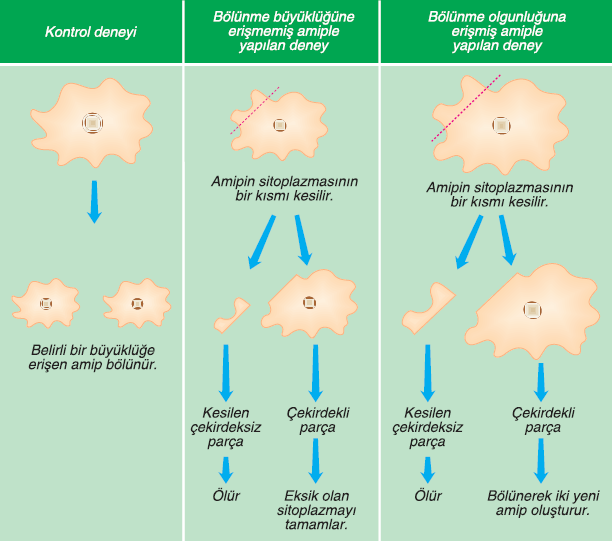 Kontrol deneyi
Bölünme büyüklüğüne
erişmemiş amiple
yapılan deney
Bölünme olgunluğuna
erişmiş amiple
yapılan deney
Amipin sitoplazmasının
bir kısmı kesilir.
Amipin sitoplazmasının
bir kısmı kesilir.
Belirli bir büyüklüğe
erişen amip bölünür.
Kesilen
çekirdeksiz
parça
Çekirdekli
parça
Kesilen
çekirdeksiz
parça
Çekirdekli
parça
Ölür
Eksik olan
sitoplazmayı
tamamlar.
Ölür
Bölünerek iki yeni
amip oluşturur.